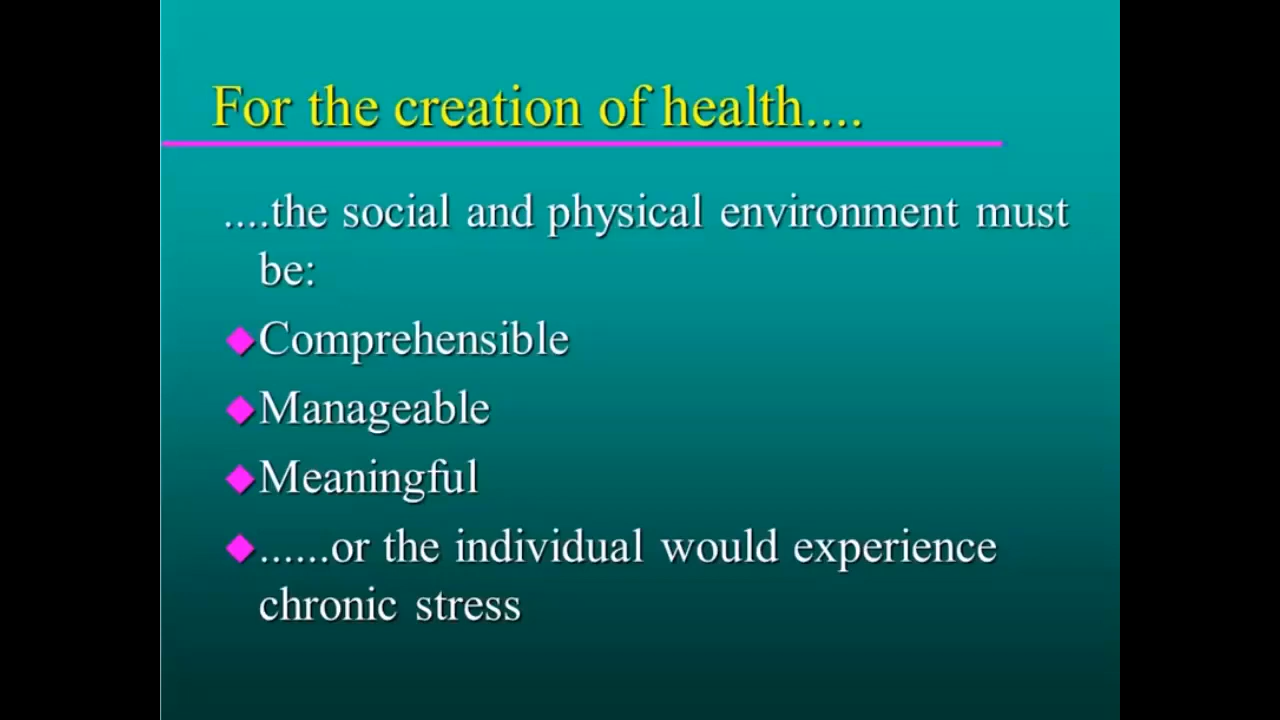 For the creation of health....
....the social and physical environment must
be:
Comprehensible
Manageable
Meaningful
......or the individual would experience
chronic stress